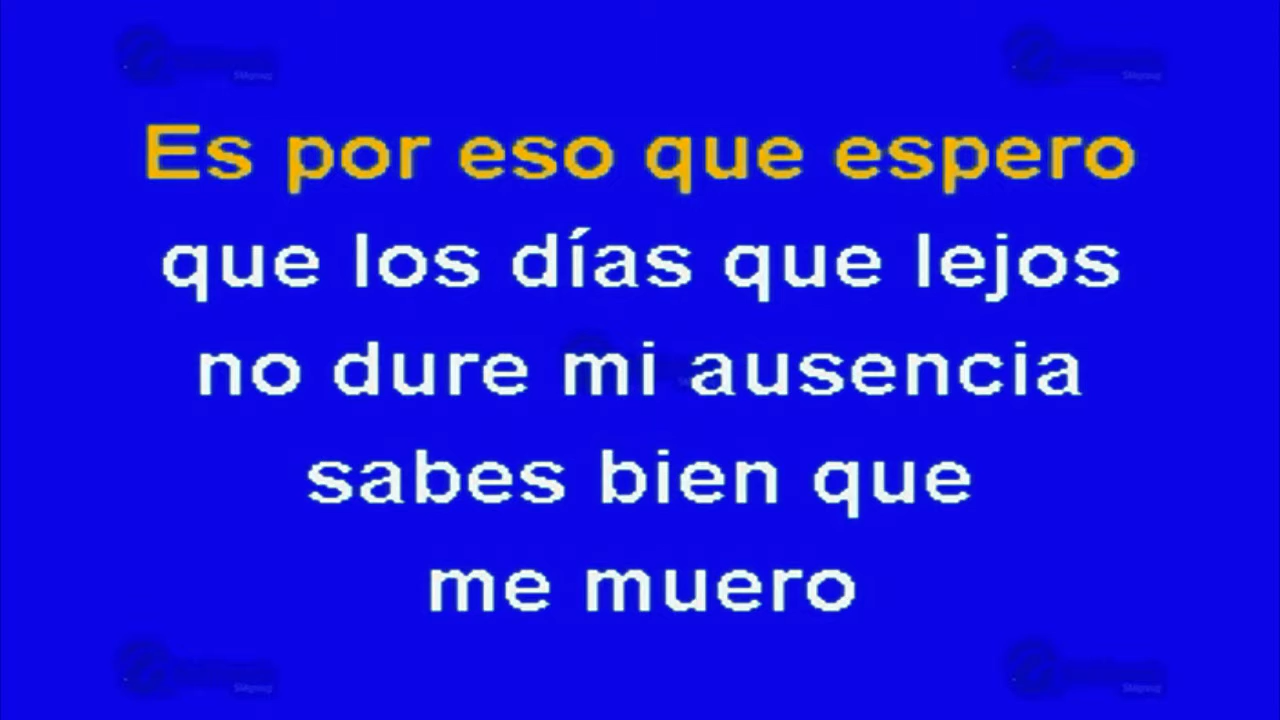 Es por eso que espero
que los días que lejos
no dure mi ausencia
sabes bien que
me muero